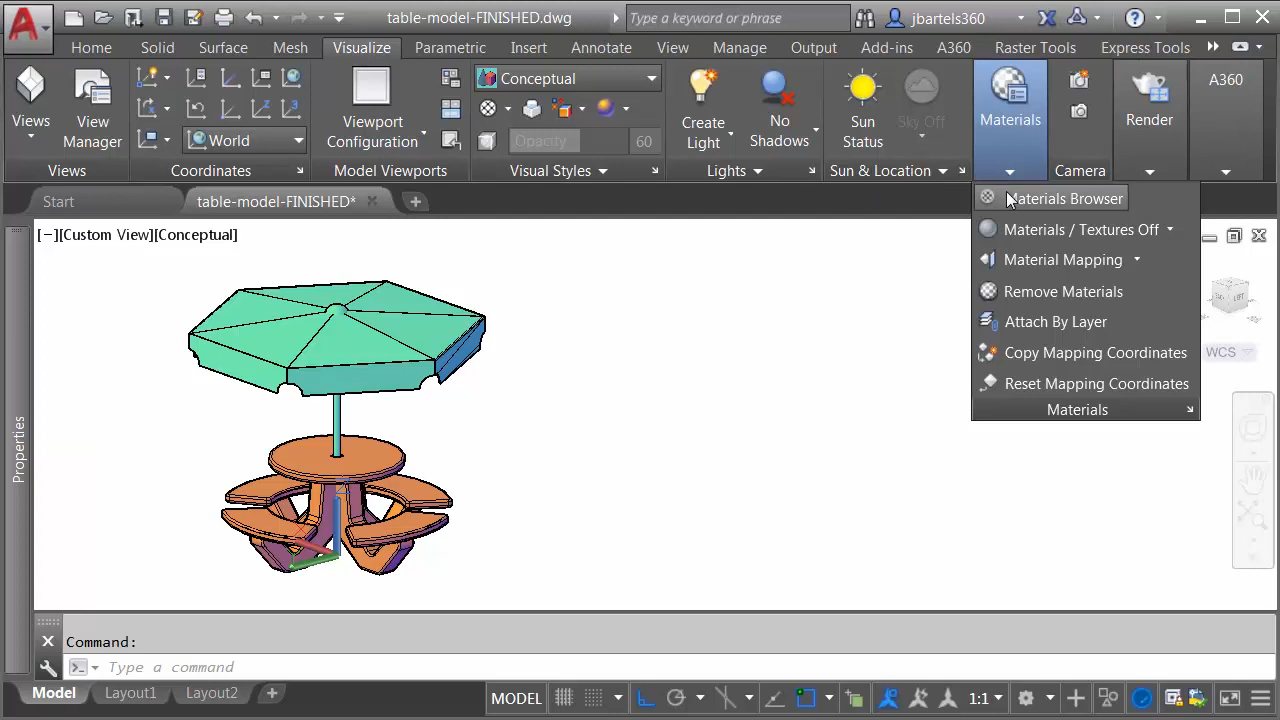 table-model-FINISHED.dwg
Type a keyword or phrase
jbartels360
Home Solid Surface Mesh Visualize Parametric Insert Annotate View Manage Output Add-ins A360 Raster Tools Express Tools
Views
View Manager
World
Viewport Configuration
Conceptual
Opacity 60
Create Light
No Shadows
Sun Status
Sky Off
Materials
Render
A360
Views Coordinates Model Viewports Visual Styles Lights Sun & Location Camera
Start table-model-FINISHED*
Materials Browser
Materials / Textures Off
Material Mapping
Remove Materials
Attach By Layer
Copy Mapping Coordinates
Reset Mapping Coordinates
Materials
[−][Custom View][Conceptual]
LEFT
WCS
Properties
Command:
Type a command
Model Layout1 Layout2
MODEL 1:1